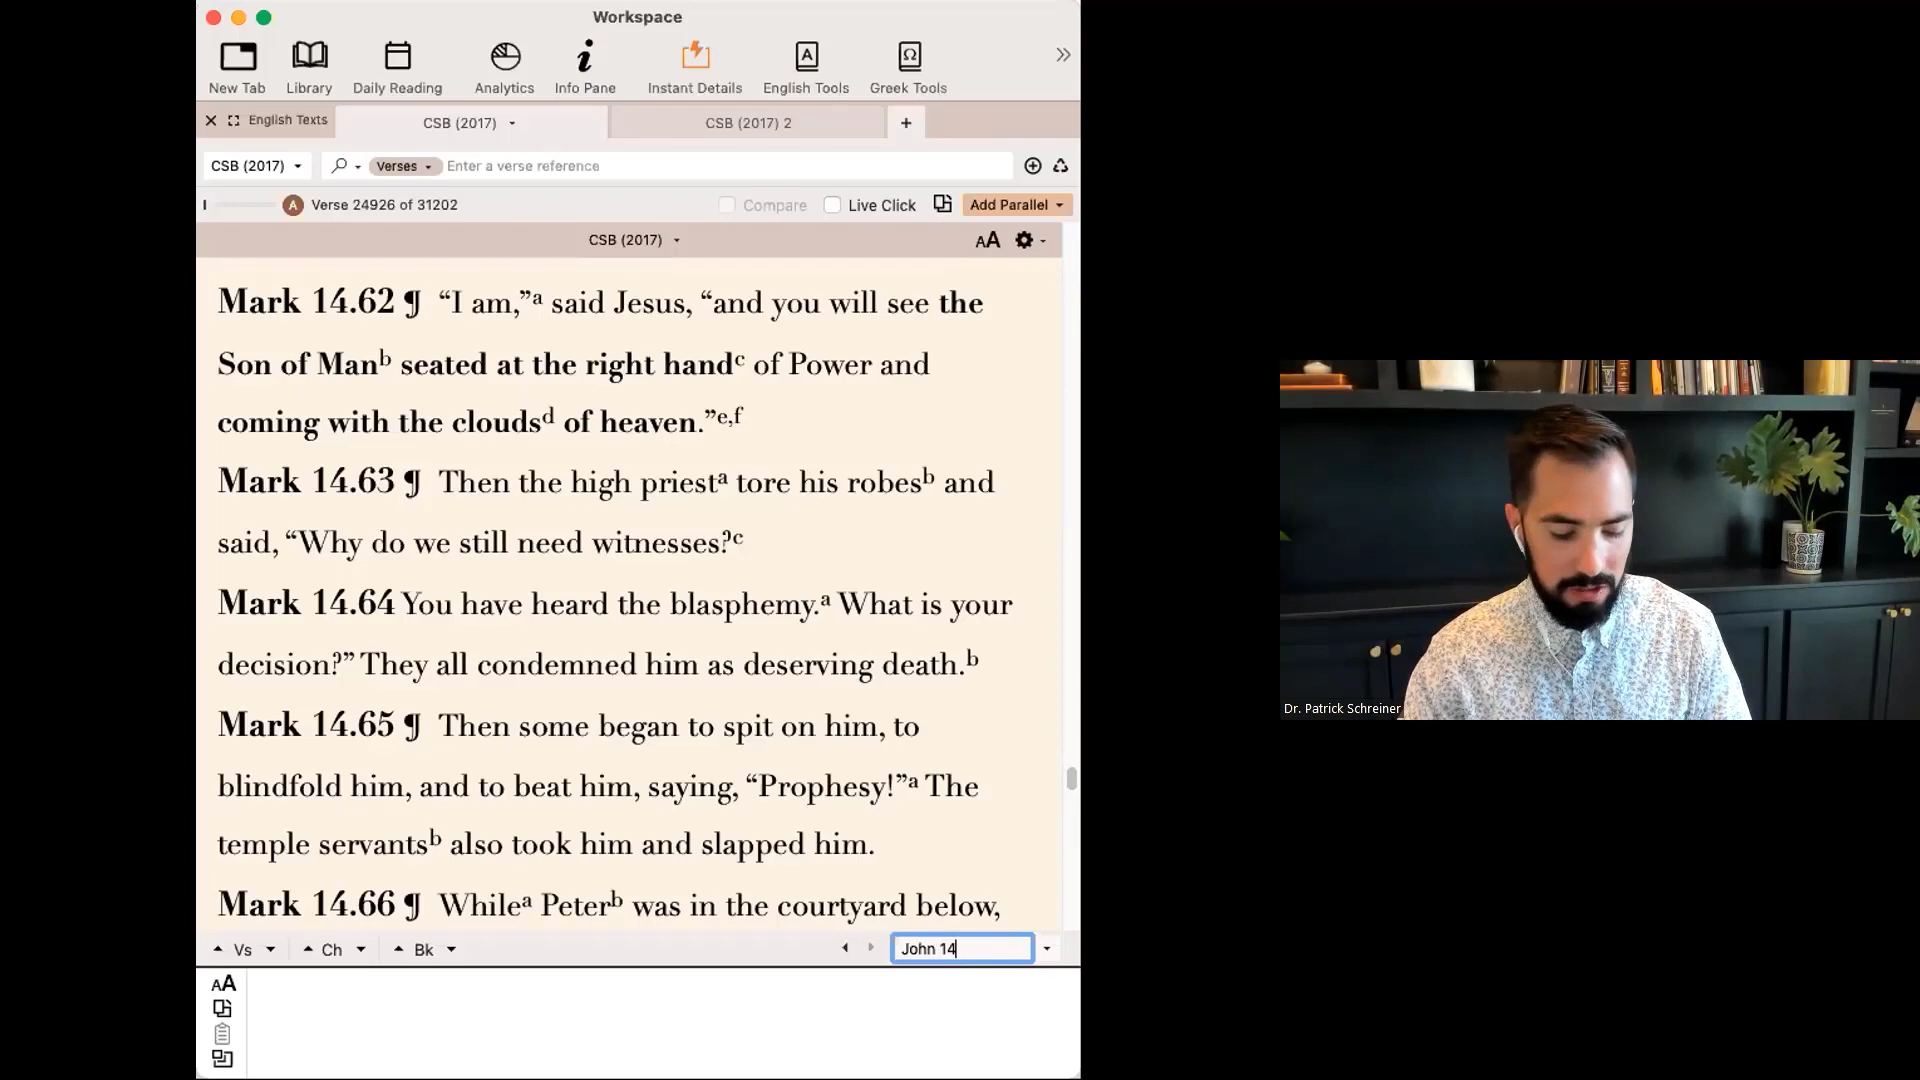 Workspace
New Tab Library Daily Reading Analytics Info Pane Instant Details English Tools Greek Tools
English Texts CSB (2017) CSB (2017) 2
CSB (2017) Verses Enter a verse reference
A Verse 24926 of 31202 Compare Live Click Add Parallel
CSB (2017) AA
Mark 14.62 ¶ “I am,”a said Jesus, “and you will see the
Son of Manb seated at the right handc of Power and
coming with the cloudsd of heaven.”e,f
Mark 14.63 ¶ Then the high priesta tore his robesb and
said, “Why do we still need witnesses?c
Mark 14.64 You have heard the blasphemy.a What is your
decision?” They all condemned him as deserving death.b
Mark 14.65 ¶ Then some began to spit on him, to
blindfold him, and to beat him, saying, “Prophesy!”a The
temple servantsb also took him and slapped him.
Mark 14.66 ¶ Whilea Peterb was in the courtyard below,
Vs Ch Bk John 14
AA
Dr. Patrick Schreiner